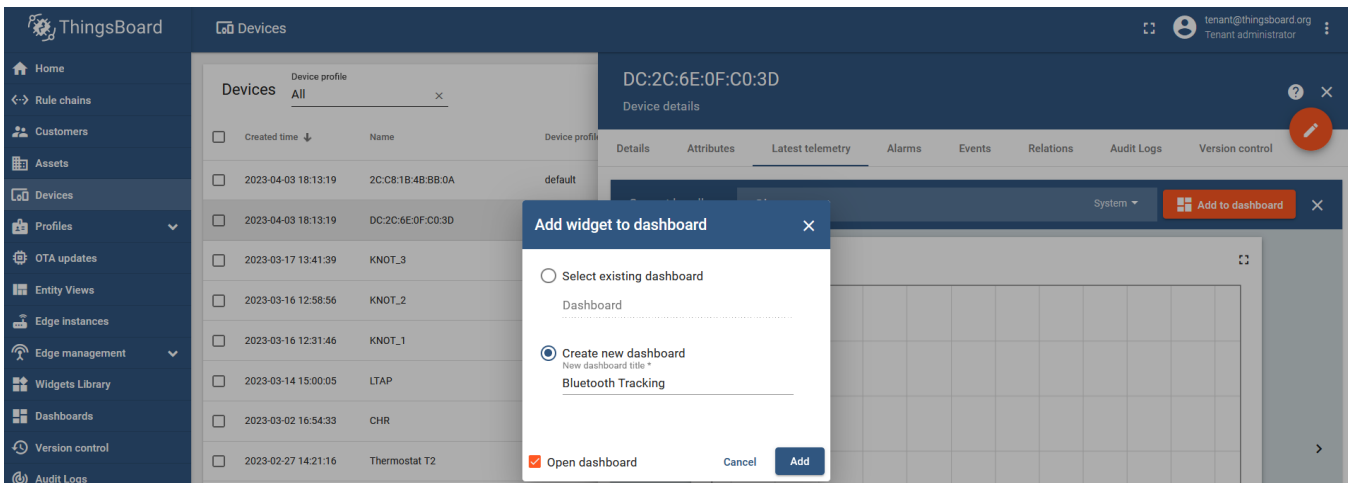 ThingsBoard
Devices
tenant@thingsboard.org
Tenant administrator
Home
Rule chains
Customers
Assets
Devices
Profiles
OTA updates
Entity Views
Edge instances
Edge management
Widgets Library
Dashboards
Version control
Audit Logs
Devices
Device profile
All
Created time
Name
Device profile
2023-04-03 18:13:19
2C:C8:1B:4B:BB:0A
default
2023-04-03 18:13:19
DC:2C:6E:0F:C0:3D
2023-03-17 13:41:39
KNOT_3
2023-03-16 12:58:56
KNOT_2
2023-03-16 12:31:46
KNOT_1
2023-03-14 15:00:05
LTAP
2023-03-02 16:54:33
CHR
2023-02-27 14:21:16
Thermostat T2
DC:2C:6E:0F:C0:3D
Device details
Details
Attributes
Latest telemetry
Alarms
Events
Relations
Audit Logs
Version control
System
Add to dashboard
Add widget to dashboard
Select existing dashboard
Dashboard
Create new dashboard
New dashboard title *
Bluetooth Tracking
Open dashboard
Cancel
Add